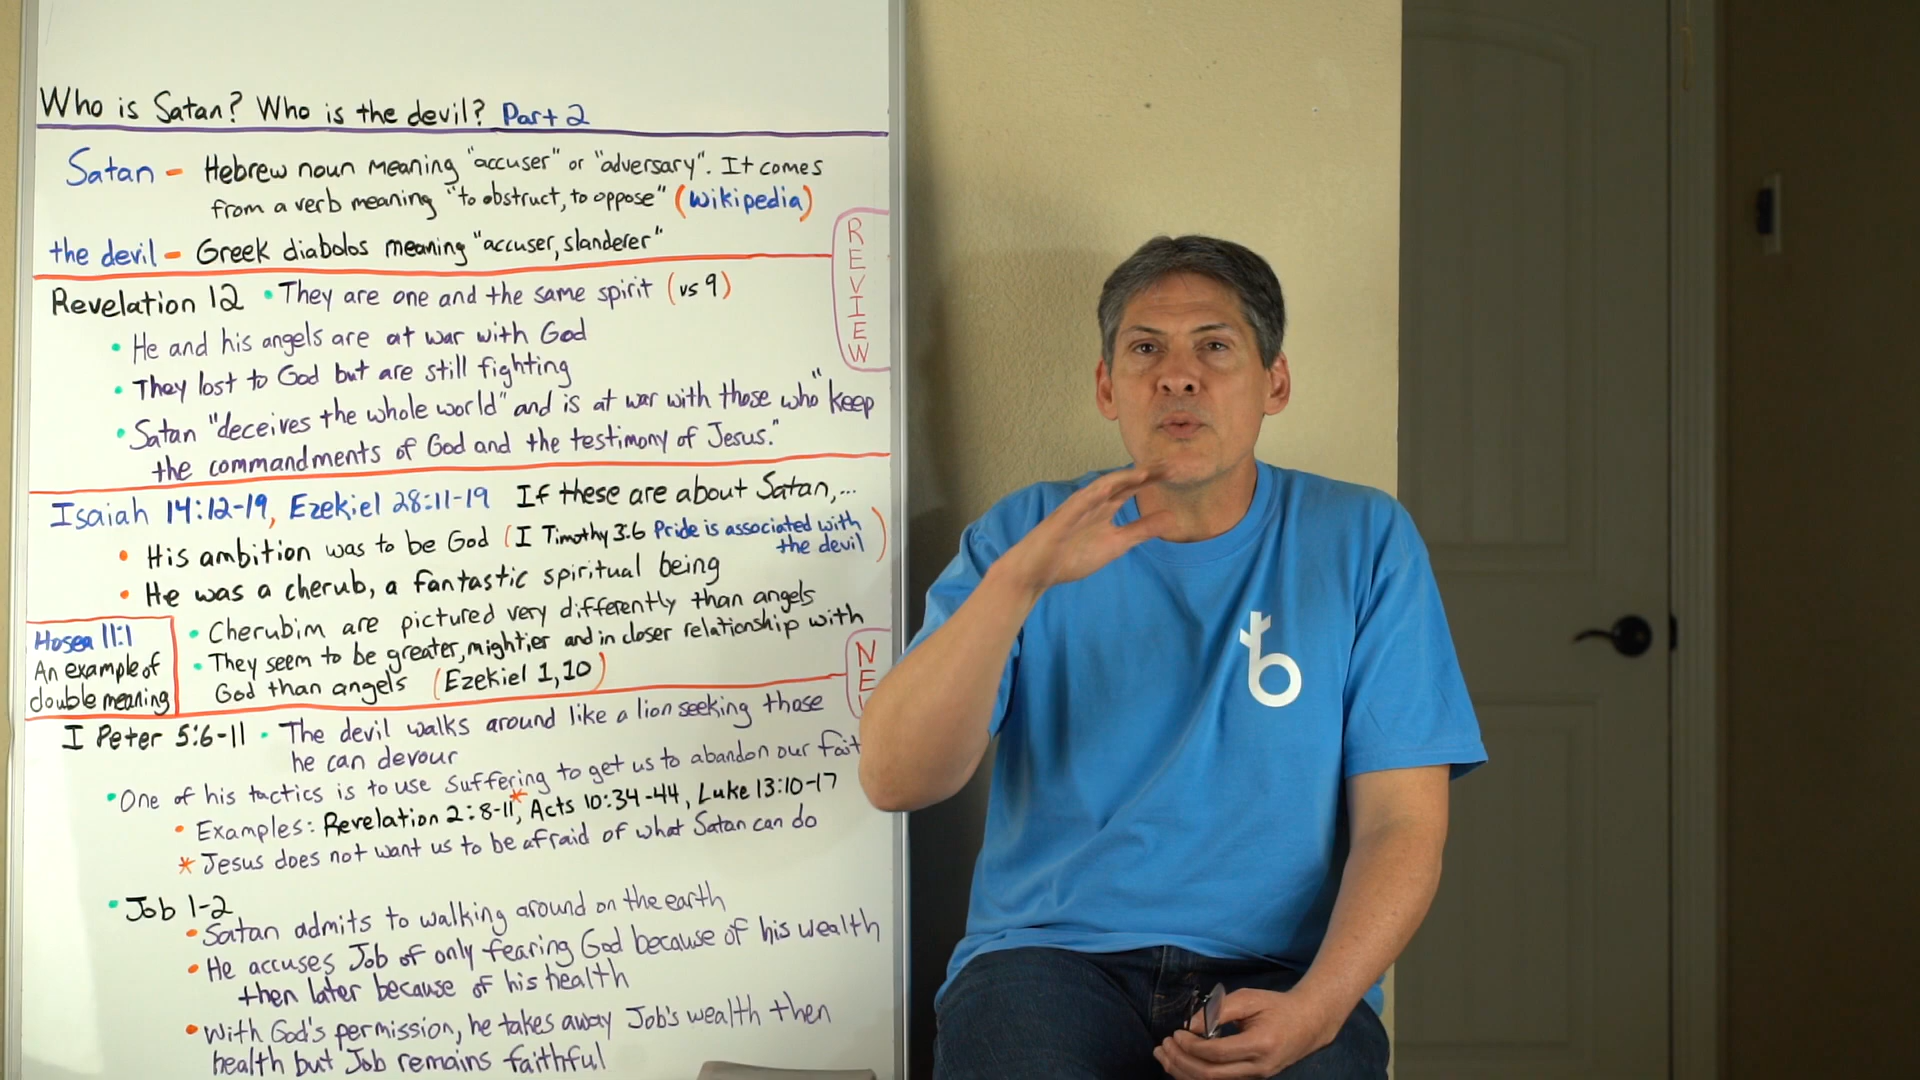 Who is Satan? Who is the devil? Part 2
Satan - Hebrew noun meaning "accuser" or "adversary". It comes
from a verb meaning "to obstruct, to oppose" (Wikipedia)
the devil - Greek diabolos meaning "accuser, slanderer"
REVIEW
Revelation 12 • They are one and the same spirit (vs 9)
• He and his angels are at war with God
• They lost to God but are still fighting
• Satan "deceives the whole world" and is at war with those who "keep
the commandments of God and the testimony of Jesus."
Isaiah 14:12-19, Ezekiel 28:11-19 If these are about Satan,...
• His ambition was to be God (I Timothy 3:6 Pride is associated with
the devil)
• He was a cherub, a fantastic spiritual being
• Cherubim are pictured very differently than angels
• They seem to be greater, mightier and in closer relationship with
God than angels (Ezekiel 1, 10)
Hosea 11:1
An example of
double meaning
NE
I Peter 5:6-11 • The devil walks around like a lion seeking those
he can devour
• One of his tactics is to use suffering to get us to abandon our fait
• Examples: Revelation 2:8-11*, Acts 10:34-44, Luke 13:10-17
* Jesus does not want us to be afraid of what Satan can do
• Job 1-2
• Satan admits to walking around on the earth
• He accuses Job of only fearing God because of his wealth
then later because of his health
• With God's permission, he takes away Job's wealth then
health but Job remains faithful